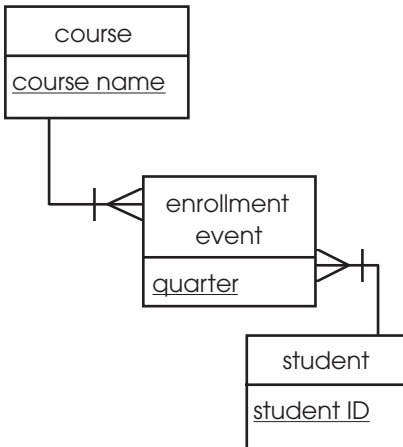 course
course name
enrollment
event
quarter
student
student ID